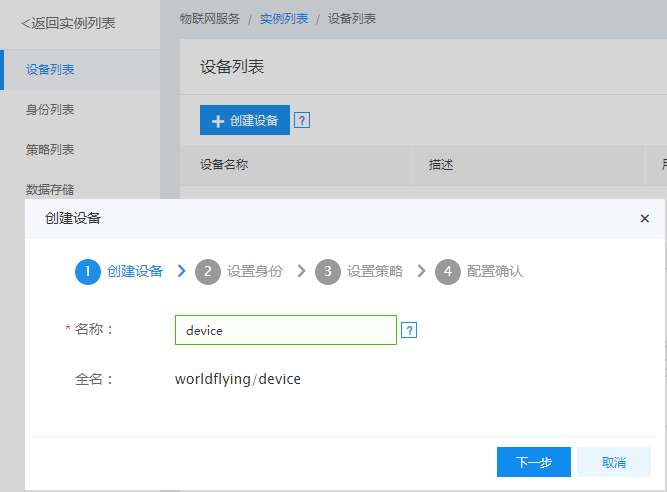 <返回实例列表
物联网服务 / 实例列表 / 设备列表
设备列表
身份列表
策略列表
数据存储
设备列表
创建设备 ?
设备名称 描述
创建设备 ×
1 创建设备 2 设置身份 3 设置策略 4 配置确认
* 名称： device ?
全名： worldflying/device
下一步 取消